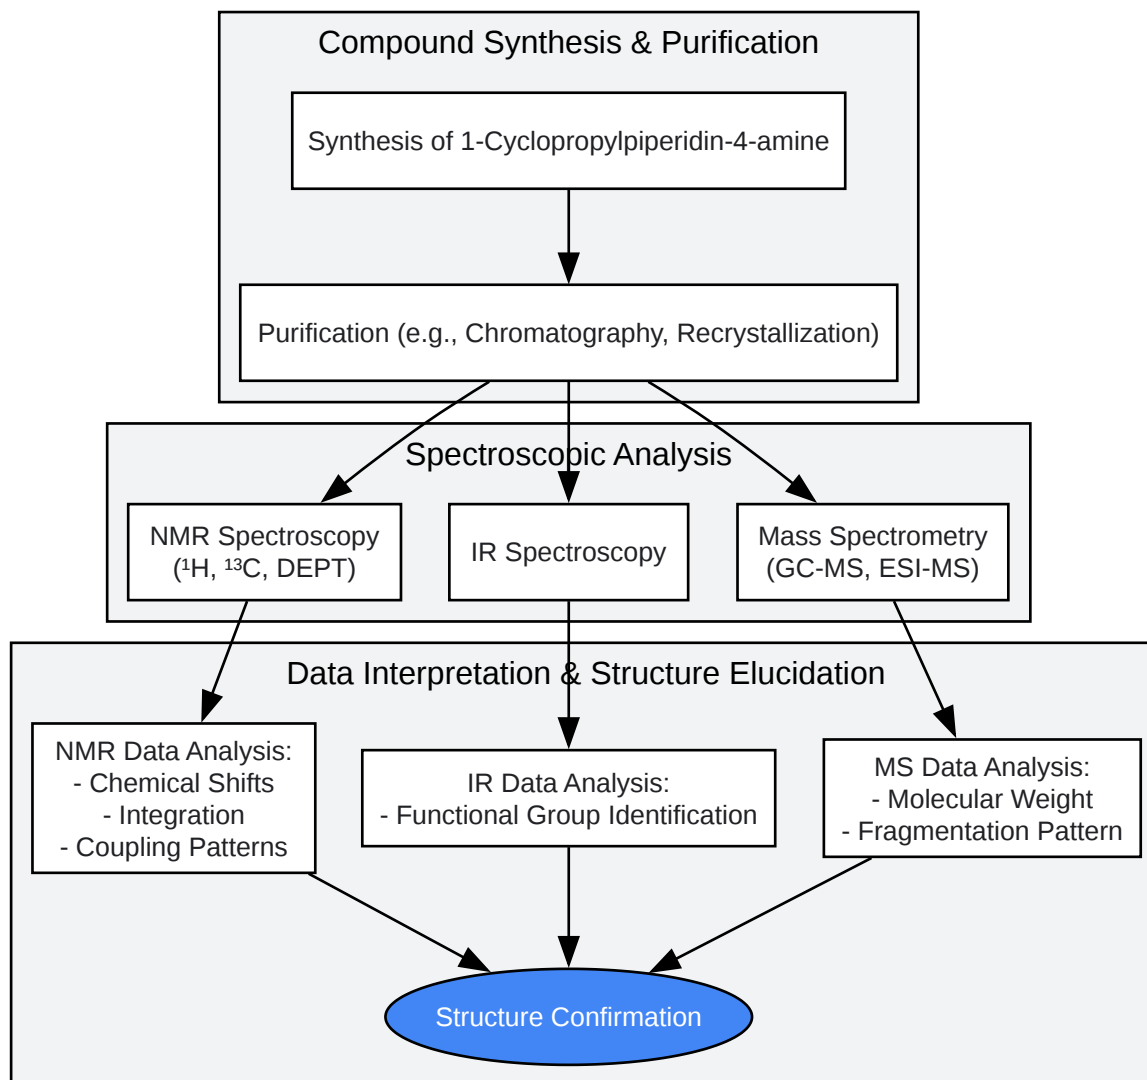 Compound Synthesis & Purification
Synthesis of 1-Cyclopropylpiperidin-4-amine
Purification (e.g., Chromatography, Recrystallization)
Spectroscopic Analysis
NMR Spectroscopy
(¹H, ¹³C, DEPT)
IR Spectroscopy
Mass Spectrometry
(GC-MS, ESI-MS)
Data Interpretation & Structure Elucidation
NMR Data Analysis:
- Chemical Shifts
- Integration
- Coupling Patterns
IR Data Analysis:
- Functional Group Identification
MS Data Analysis:
- Molecular Weight
- Fragmentation Pattern
Structure Confirmation